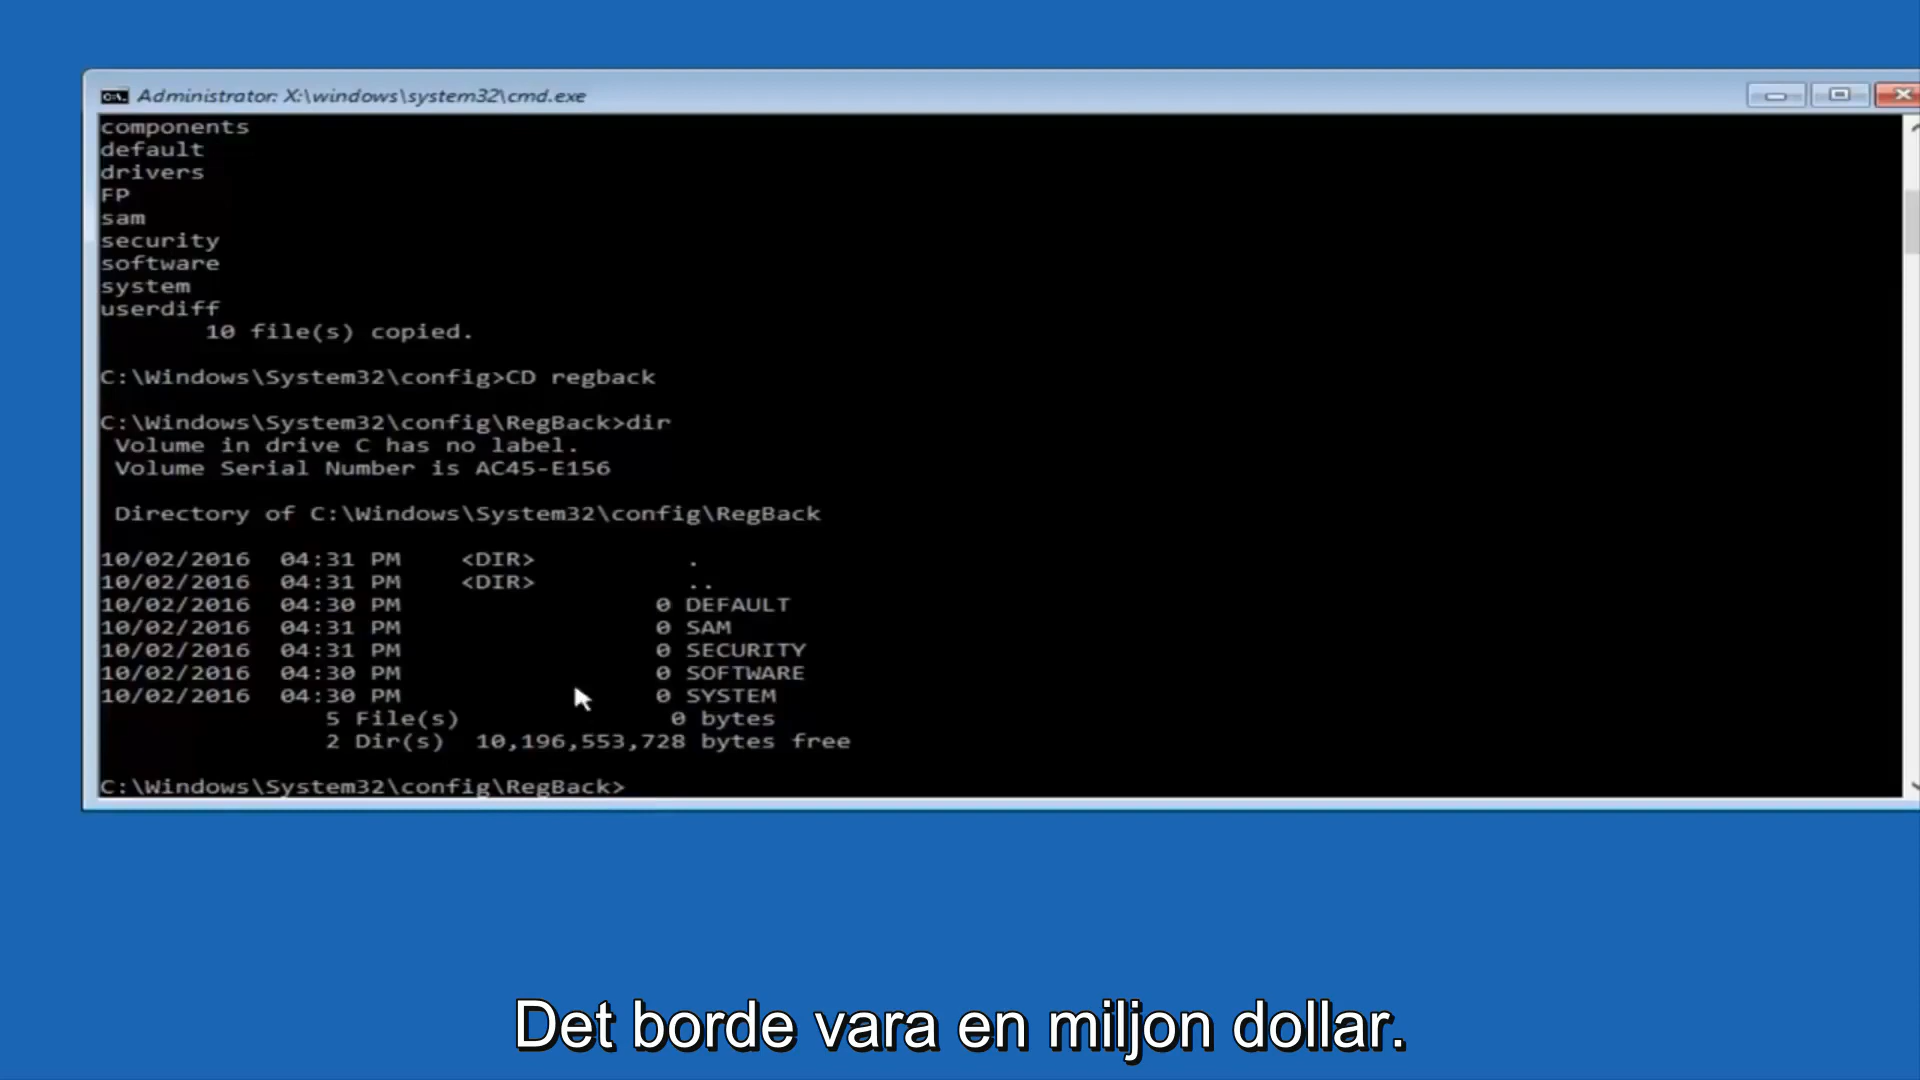 Administrator: X:\windows\system32\cmd.exe
components
default
drivers
FP
sam
security
software
system
userdiff
10 file(s) copied.
C:\Windows\System32\config>CD regback
C:\Windows\System32\config\RegBack>dir
Volume in drive C has no label.
Volume Serial Number is AC45-E156
Directory of C:\Windows\System32\config\RegBack
10/02/2016 04:31 PM <DIR> .
10/02/2016 04:31 PM <DIR> ..
10/02/2016 04:30 PM 0 DEFAULT
10/02/2016 04:31 PM 0 SAM
10/02/2016 04:31 PM 0 SECURITY
10/02/2016 04:30 PM 0 SOFTWARE
10/02/2016 04:30 PM 0 SYSTEM
5 File(s) 0 bytes
2 Dir(s) 10,196,553,728 bytes free
C:\Windows\System32\config\RegBack>
Det borde vara en miljon dollar.